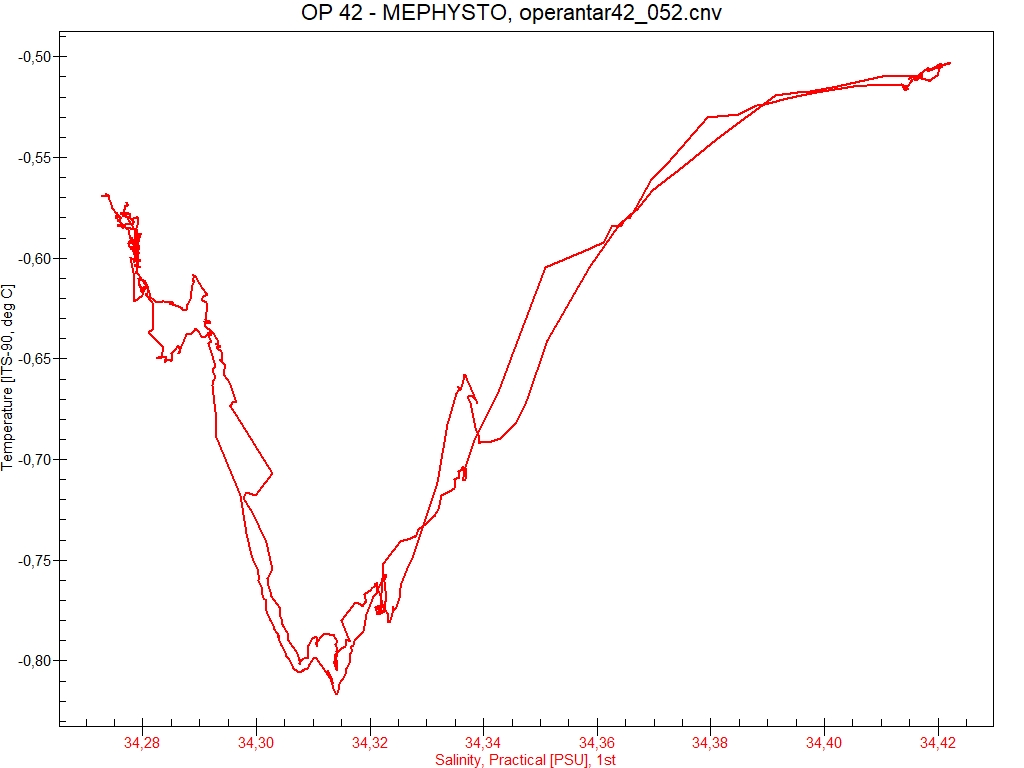 OP 42 - MEPHYSTO, operantar42_052.cnv
-0,50
-0,55
-0,60
-0,65
-0,70
-0,75
-0,80
Temperature [ITS-90, deg C]
34,28 34,30 34,32 34,34 34,36 34,38 34,40 34,42
Salinity, Practical [PSU], 1st